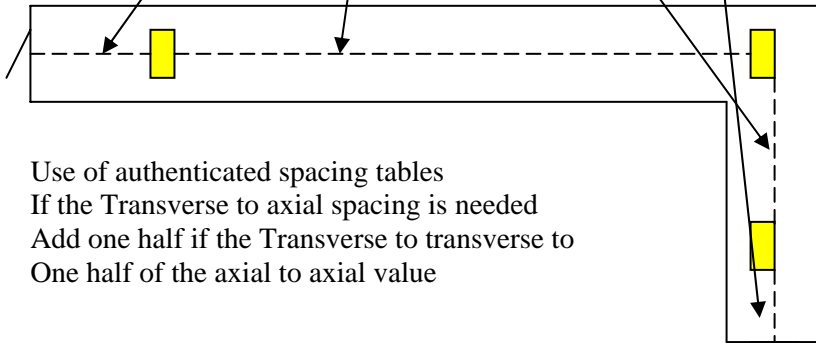 Use of authenticated spacing tables
If the Transverse to axial spacing is needed
Add one half if the Transverse to transverse to
One half of the axial to axial value